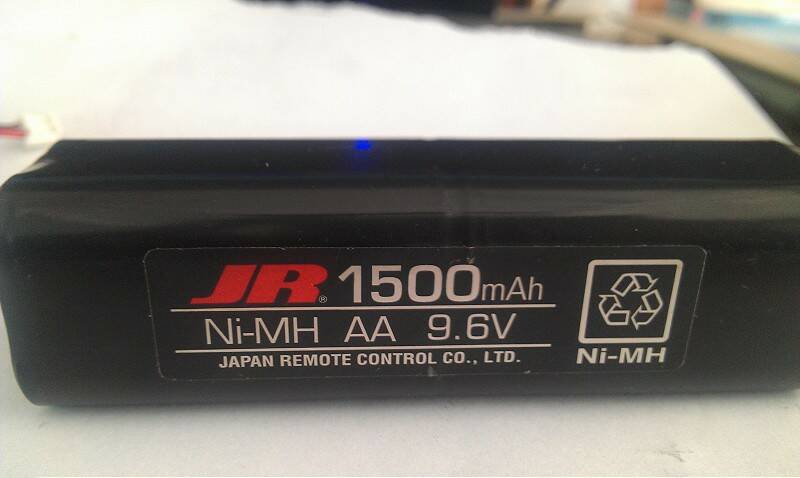 JR® 1500mAh
Ni-MH AA 9.6V
JAPAN REMOTE CONTROL CO., LTD.
Ni-MH